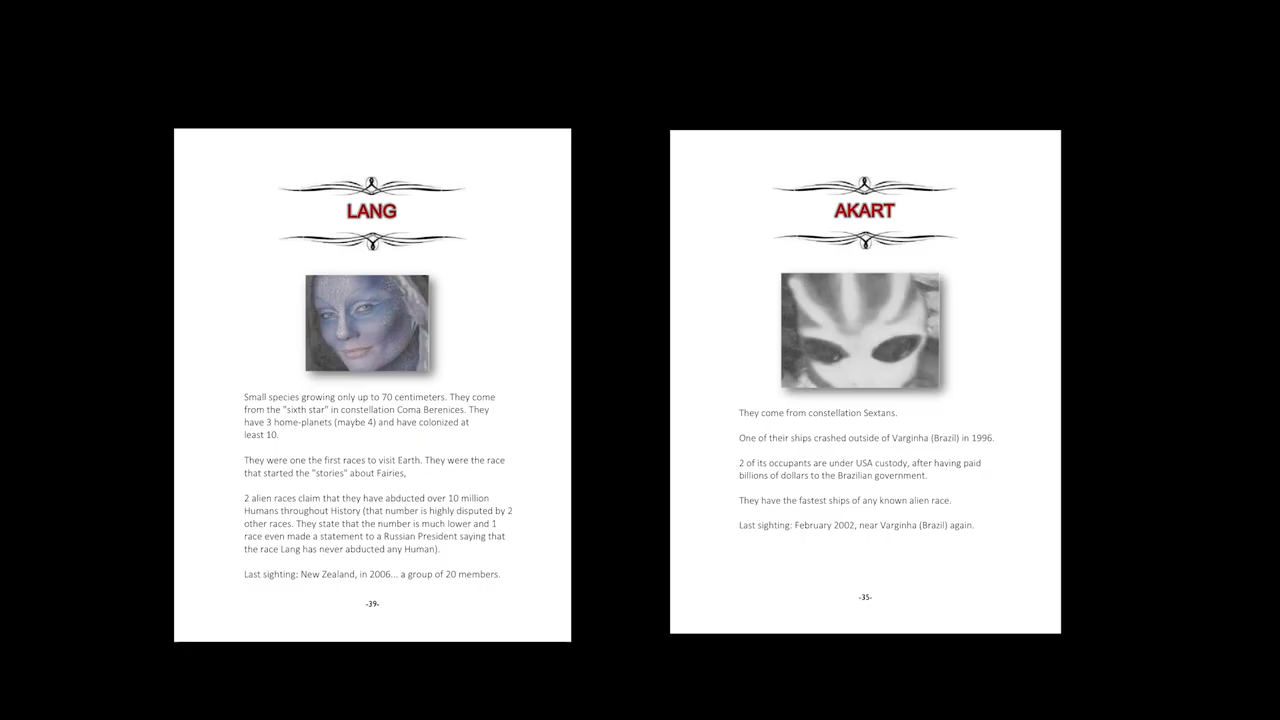 LANG
Small species growing only up to 70 centimeters. They come
from the "sixth star" in constellation Coma Berenices. They
have 3 home-planets (maybe 4) and have colonized at
least 10.
They were one the first races to visit Earth. They were the race
that started the "stories" about Fairies,
2 alien races claim that they have abducted over 10 million
Humans throughout History (that number is highly disputed by 2
other races. They state that the number is much lower and 1
race even made a statement to a Russian President saying that
the race Lang has never abducted any Human).
Last sighting: New Zealand, in 2006... a group of 20 members.
-39-
AKART
They come from constellation Sextans.
One of their ships crashed outside of Varginha (Brazil) in 1996.
2 of its occupants are under USA custody, after having paid
billions of dollars to the Brazilian government.
They have the fastest ships of any known alien race.
Last sighting: February 2002, near Varginha (Brazil) again.
-35-